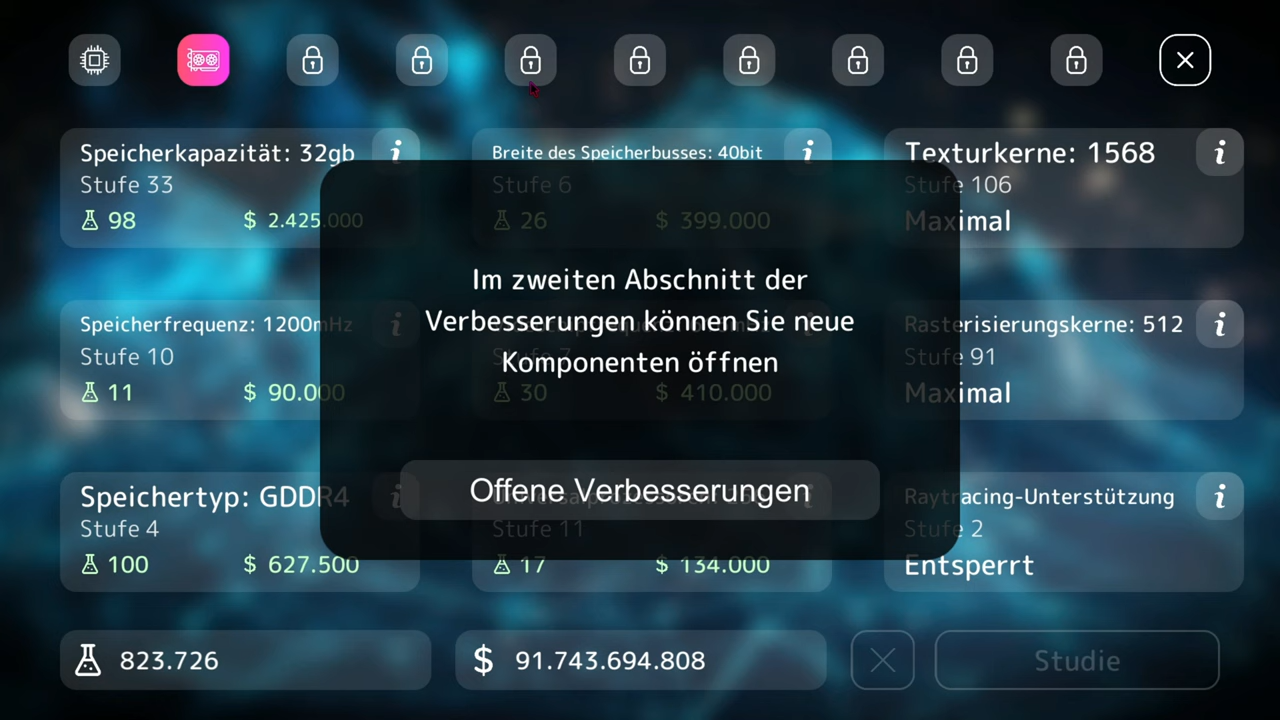 Speicherkapazität: 32gb
Stufe 33
98 $ 2.425.000
Breite des Speicherbusses: 40bit
Stufe 6
26 $ 399.000
Texturkerne: 1568
Stufe 106
Maximal
Im zweiten Abschnitt der
Verbesserungen können Sie neue
Komponenten öffnen
Speicherfrequenz: 1200mHz
Stufe 10
11 $ 90.000
30 $ 410.000
Rasterisierungskerne: 512
Stufe 91
Maximal
Offene Verbesserungen
Speichertyp: GDDR4
Stufe 4
100 $ 627.500
Stufe 11
17 $ 134.000
Raytracing-Unterstützung
Stufe 2
Entsperrt
823.726
$ 91.743.694.808
Studie